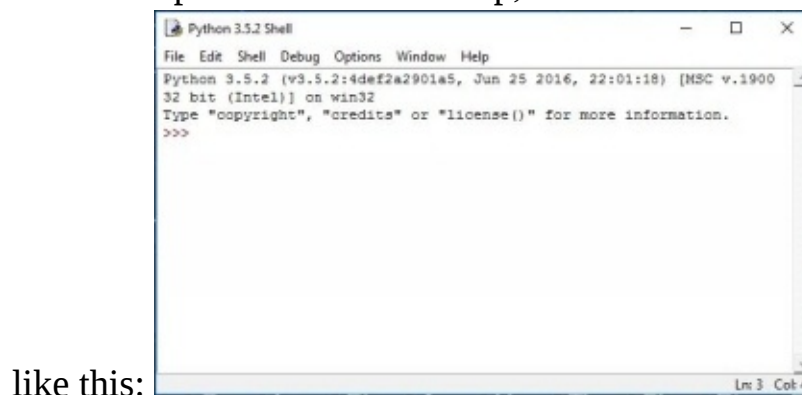 Python 3.5.2 Shell
File Edit Shell Debug Options Window Help
Python 3.5.2 (v3.5.2:4def2a2901a5, Jun 25 2016, 22:01:18) [MSC v.1900
32 bit (Intel)] on win32
Type "copyright", "credits" or "license()" for more information.
>>>
like this:
Ln: 3 Col: